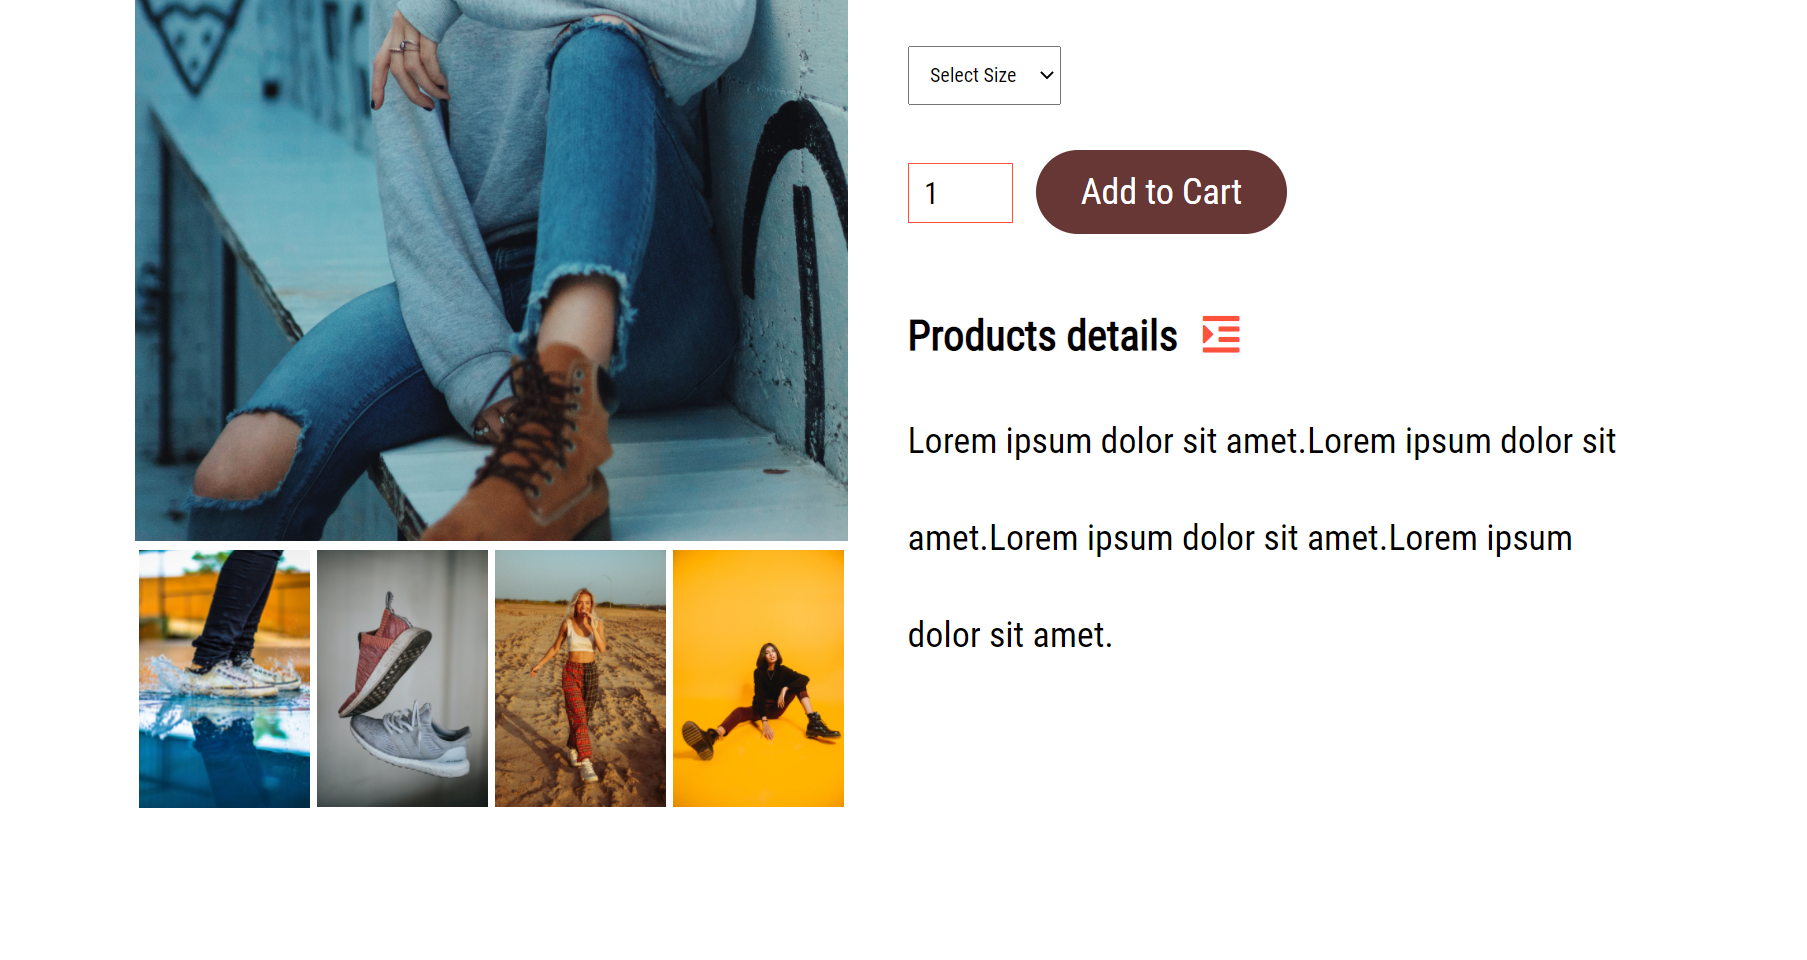 Select Size
1
Add to Cart
Products details
Lorem ipsum dolor sit amet.Lorem ipsum dolor sit
amet.Lorem ipsum dolor sit amet.Lorem ipsum
dolor sit amet.